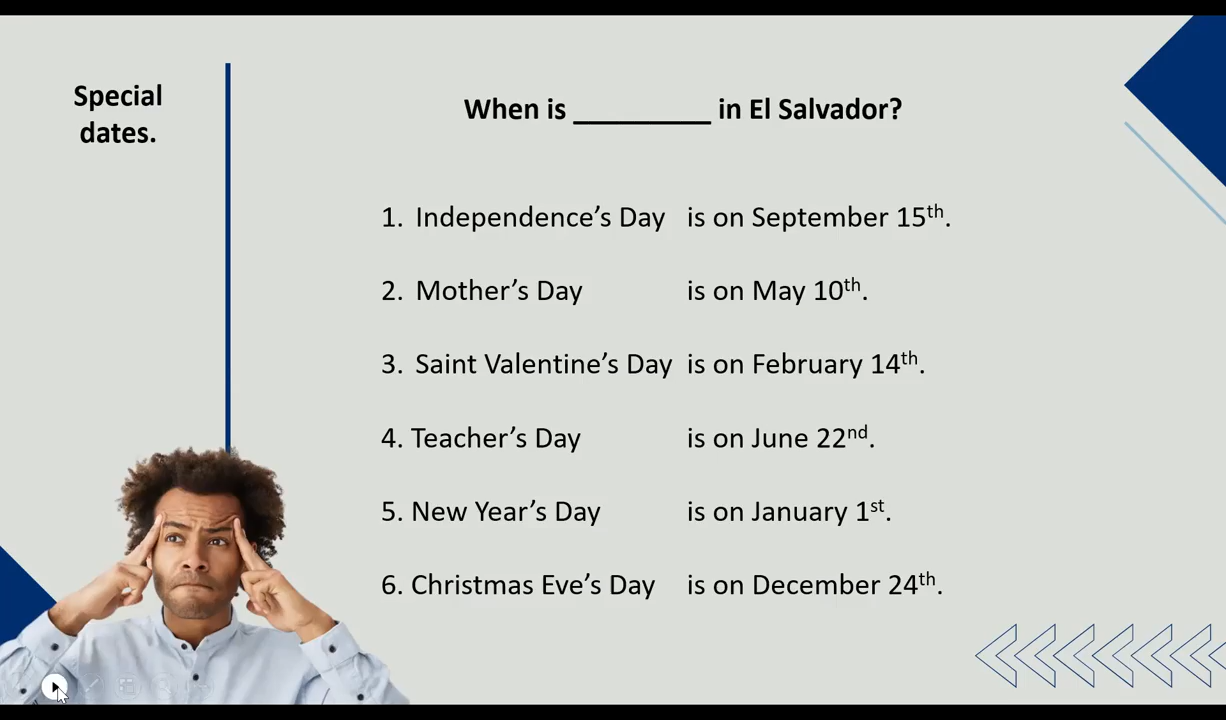 Special
dates.
When is _________ in El Salvador?
1. Independence’s Day is on September 15th.
2. Mother’s Day is on May 10th.
3. Saint Valentine’s Day is on February 14th.
4. Teacher’s Day is on June 22nd.
5. New Year’s Day is on January 1st.
6. Christmas Eve’s Day is on December 24th.